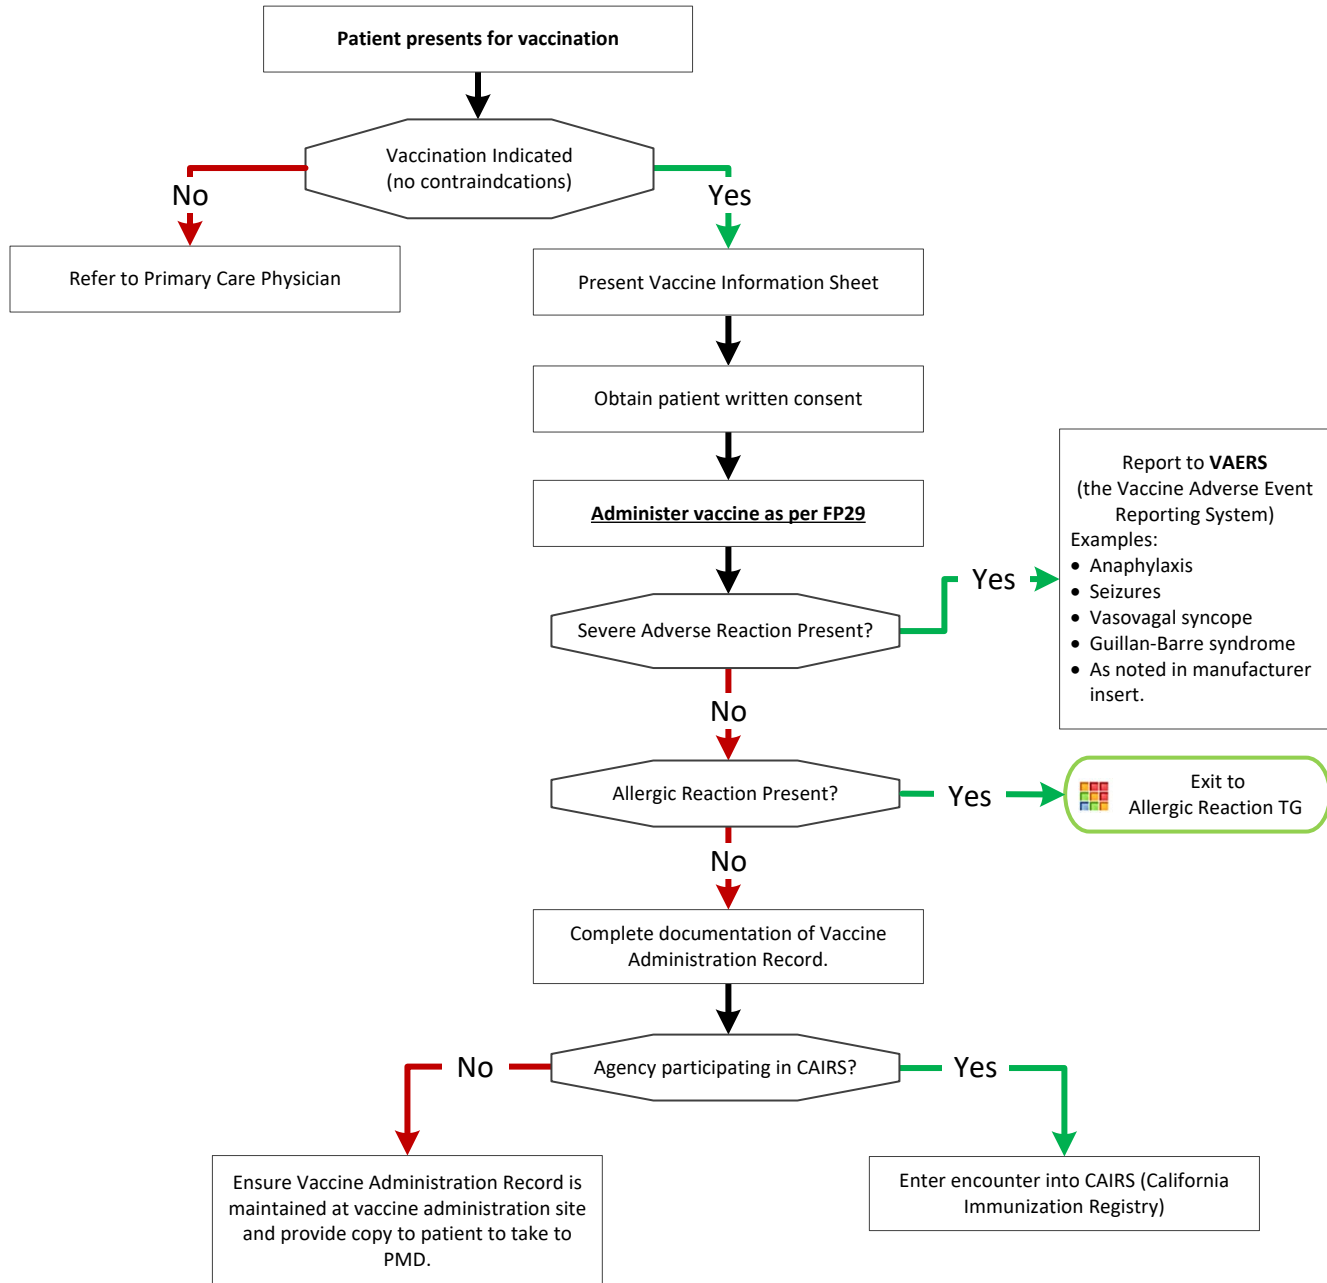 Patient presents for vaccination
Vaccination Indicated
(no contraindcations)
No
Yes
Refer to Primary Care Physician
Present Vaccine Information Sheet
Obtain patient written consent
Administer vaccine as per FP29
Report to VAERS
(the Vaccine Adverse Event
Reporting System)
Examples:
• Anaphylaxis
• Seizures
• Vasovagal syncope
• Guillan-Barre syndrome
• As noted in manufacturer
insert.
Severe Adverse Reaction Present?
Yes
No
Allergic Reaction Present?
Yes
Exit to
Allergic Reaction TG
No
Complete documentation of Vaccine
Administration Record.
Agency participating in CAIRS?
No
Yes
Ensure Vaccine Administration Record is
maintained at vaccine administration site
and provide copy to patient to take to
PMD.
Enter encounter into CAIRS (California
Immunization Registry)